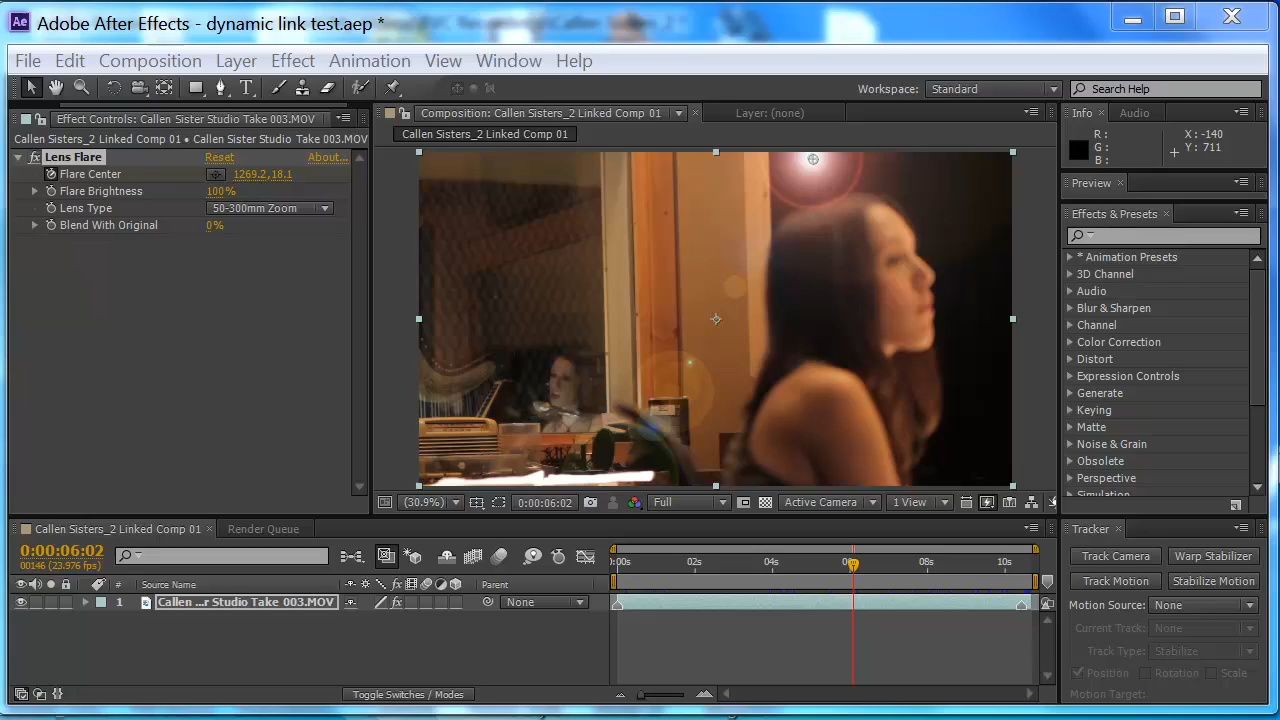 Ae Adobe After Effects - dynamic link test.aep *
File Edit Composition Layer Effect Animation View Window Help
T Workspace: Standard Search Help
Effect Controls: Callen Sister Studio Take 003.MOV
Composition: Callen Sisters_2 Linked Comp 01
Layer: (none)
Info Audio
Callen Sisters_2 Linked Comp 01 • Callen Sister Studio Take 003.MOV
Callen Sisters_2 Linked Comp 01
fx Lens Flare Reset About...
Flare Center 1269.2,18.1
Flare Brightness 100%
Lens Type 50-300mm Zoom
Blend With Original 0%
R:
G:
B:
X: -140
Y: 711
Preview
Effects & Presets
* Animation Presets
3D Channel
Audio
Blur & Sharpen
Channel
Color Correction
Distort
Expression Controls
Generate
Keying
Matte
Noise & Grain
Obsolete
Perspective
Simulation
(30.9%) 0:00:06:02 Full Active Camera 1 View
Callen Sisters_2 Linked Comp 01 Render Queue
0:00:06:02
00146 (23.976 fps)
# Source Name fx Parent
1 Callen ...r Studio Take 003.MOV fx None
:00s 02s 04s 08s 10s
Toggle Switches / Modes
Tracker
Track Camera Warp Stabilizer
Track Motion Stabilize Motion
Motion Source: None
Current Track: None
Track Type: Stabilize
Position Rotation Scale
Motion Target: